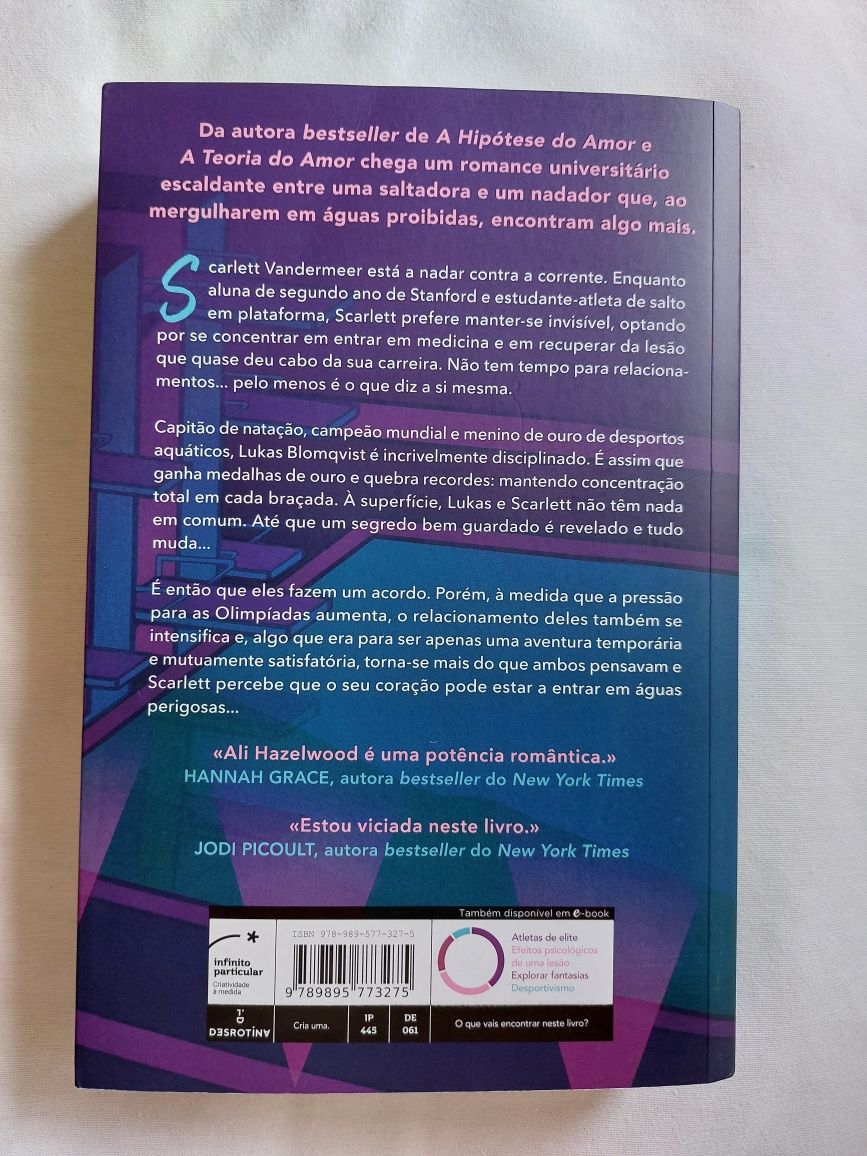 Da autora bestseller de A Hipótese do Amor e
A Teoria do Amor chega um romance universitário
escaldante entre uma saltadora e um nadador que, ao
mergulharem em águas proibidas, encontram algo mais.
Scarlett Vandermeer está a nadar contra a corrente. Enquanto
aluna de segundo ano de Stanford e estudante-atleta de salto
em plataforma, Scarlett prefere manter-se invisível, optando
por se concentrar em entrar em medicina e em recuperar da lesão
que quase deu cabo da sua carreira. Não tem tempo para relaciona-
mentos... pelo menos é o que diz a si mesma.
Capitão de natação, campeão mundial e menino de ouro de desportos
aquáticos, Lukas Blomqvist é incrivelmente disciplinado. É assim que
ganha medalhas de ouro e quebra recordes: mantendo concentração
total em cada braçada. À superfície, Lukas e Scarlett não têm nada
em comum. Até que um segredo bem guardado é revelado e tudo
muda...
É então que eles fazem um acordo. Porém, à medida que a pressão
para as Olimpíadas aumenta, o relacionamento deles também se
intensifica e, algo que era para ser apenas uma aventura temporária
e mutuamente satisfatória, torna-se mais do que ambos pensavam e
Scarlett percebe que o seu coração pode estar a entrar em águas
perigosas...
«Ali Hazelwood é uma potência romântica.»
HANNAH GRACE, autora bestseller do New York Times
«Estou viciada neste livro.»
JODI PICOULT, autora bestseller do New York Times
Também disponível em e-book
infinito
particular
Criatividade
à medida
ISBN 978-989-577-327-5
9 789895 773275
Atletas de elite
Efeitos psicológicos
de uma lesão
Explorar fantasias
Desportivismo
DESROTINA
Cria uma.
IP
445
DE
061
O que vais encontrar neste livro?